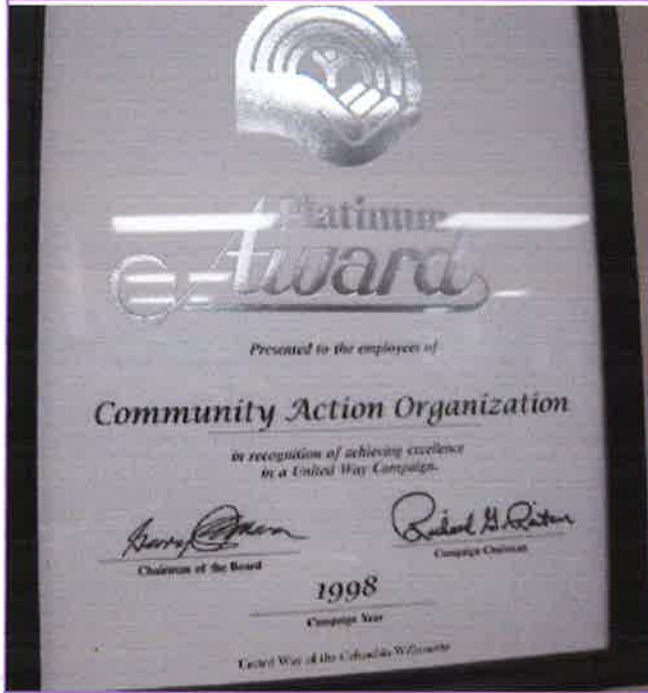 Platinum
Award
Presented to the employees of
Community Action Organization
in recognition of achieving excellence
in a United Way Campaign.
Chairman of the Board
Richard G.
Campaign Chairman
1998
Campaign Year
United Way of the Columbia-Willamette